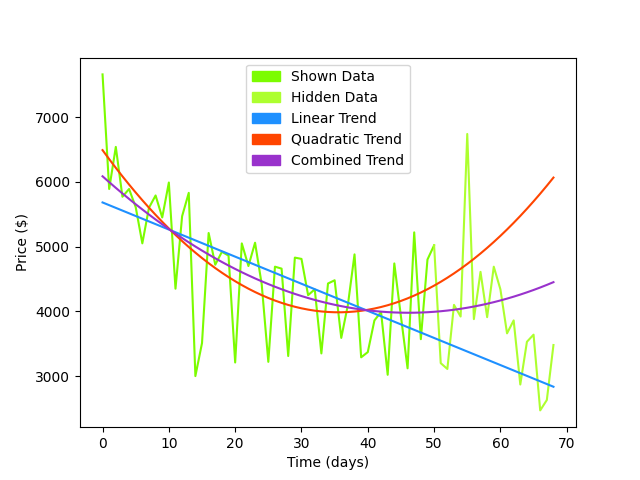 Shown Data
Hidden Data
Linear Trend
Quadratic Trend
Combined Trend
Price ($)
7000
6000
5000
4000
3000
0 10 20 30 40 50 60 70
Time (days)